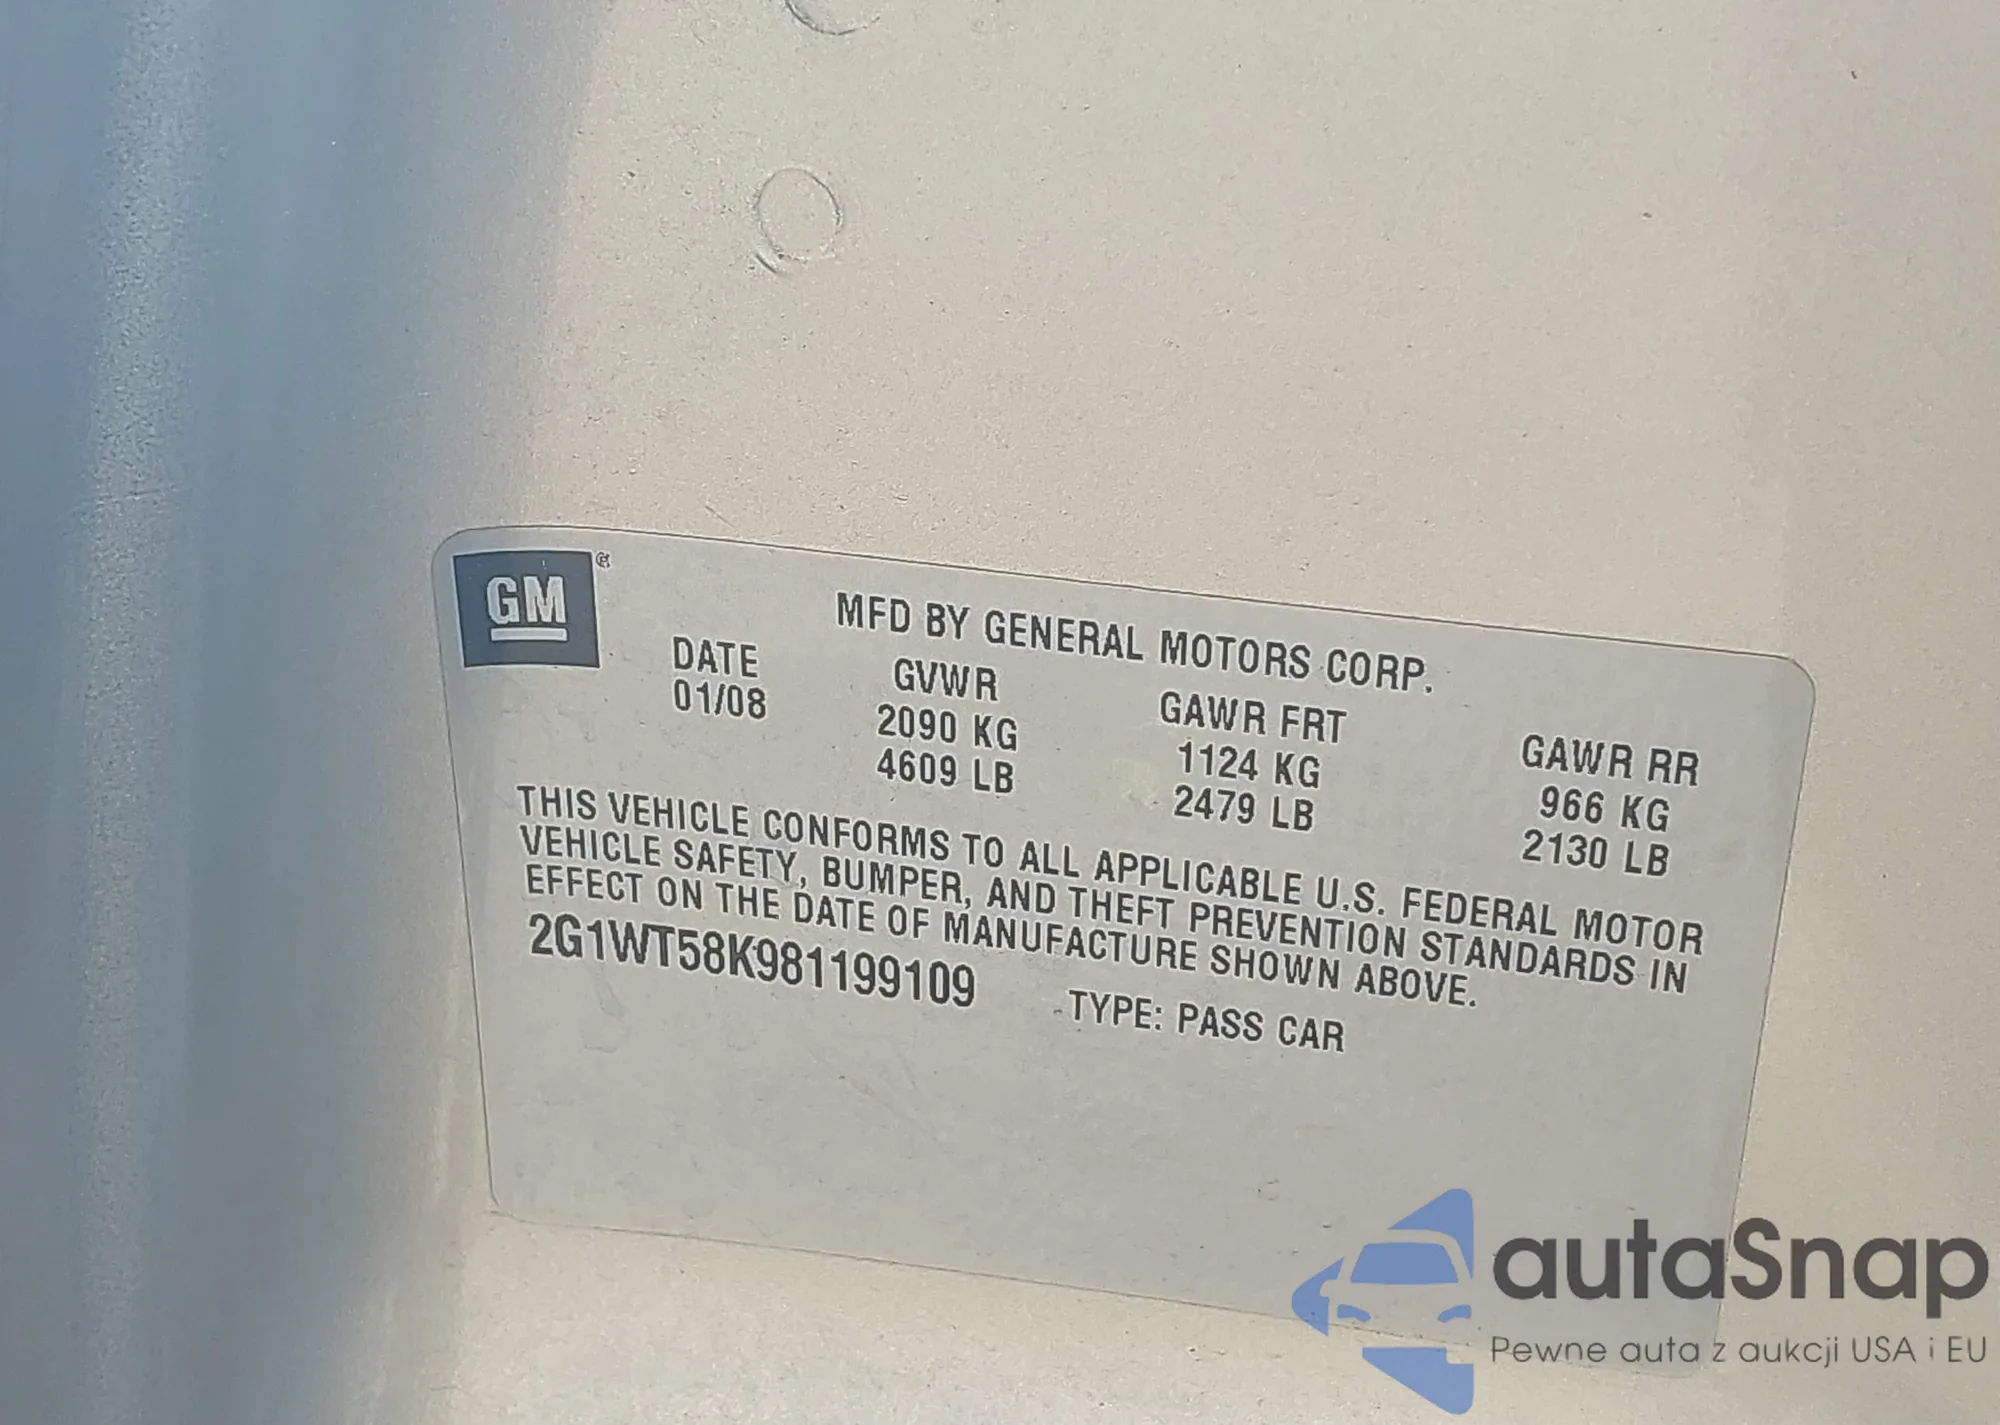 GM
MFD BY GENERAL MOTORS CORP.
DATE GVWR GAWR FRT GAWR RR
01/08 2090 KG 1124 KG 966 KG
4609 LB 2479 LB 2130 LB
THIS VEHICLE CONFORMS TO ALL APPLICABLE U.S. FEDERAL MOTOR
VEHICLE SAFETY, BUMPER, AND THEFT PREVENTION STANDARDS IN
EFFECT ON THE DATE OF MANUFACTURE SHOWN ABOVE.
2G1WT58K981199109 TYPE: PASS CAR
autaSnap
Pewne auta z aukcji USA i EU